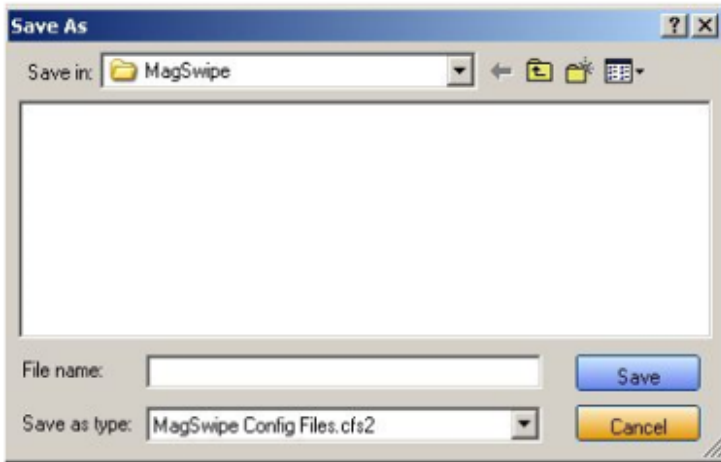 Save As
Save in: MagSwipe
File name:
Save
Save as type: MagSwipe Config Files.cfs2
Cancel